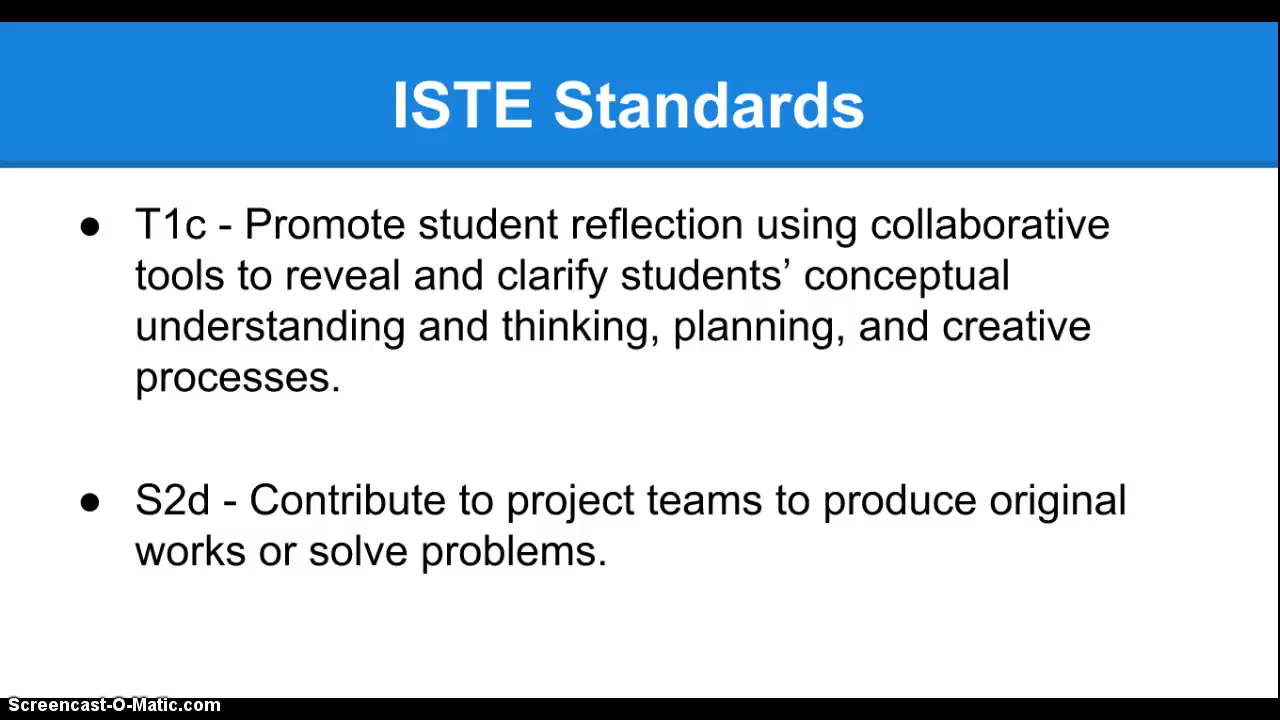 ISTE Standards
● T1c - Promote student reflection using collaborative
tools to reveal and clarify students’ conceptual
understanding and thinking, planning, and creative
processes.
● S2d - Contribute to project teams to produce original
works or solve problems.
Screencast-O-Matic.com